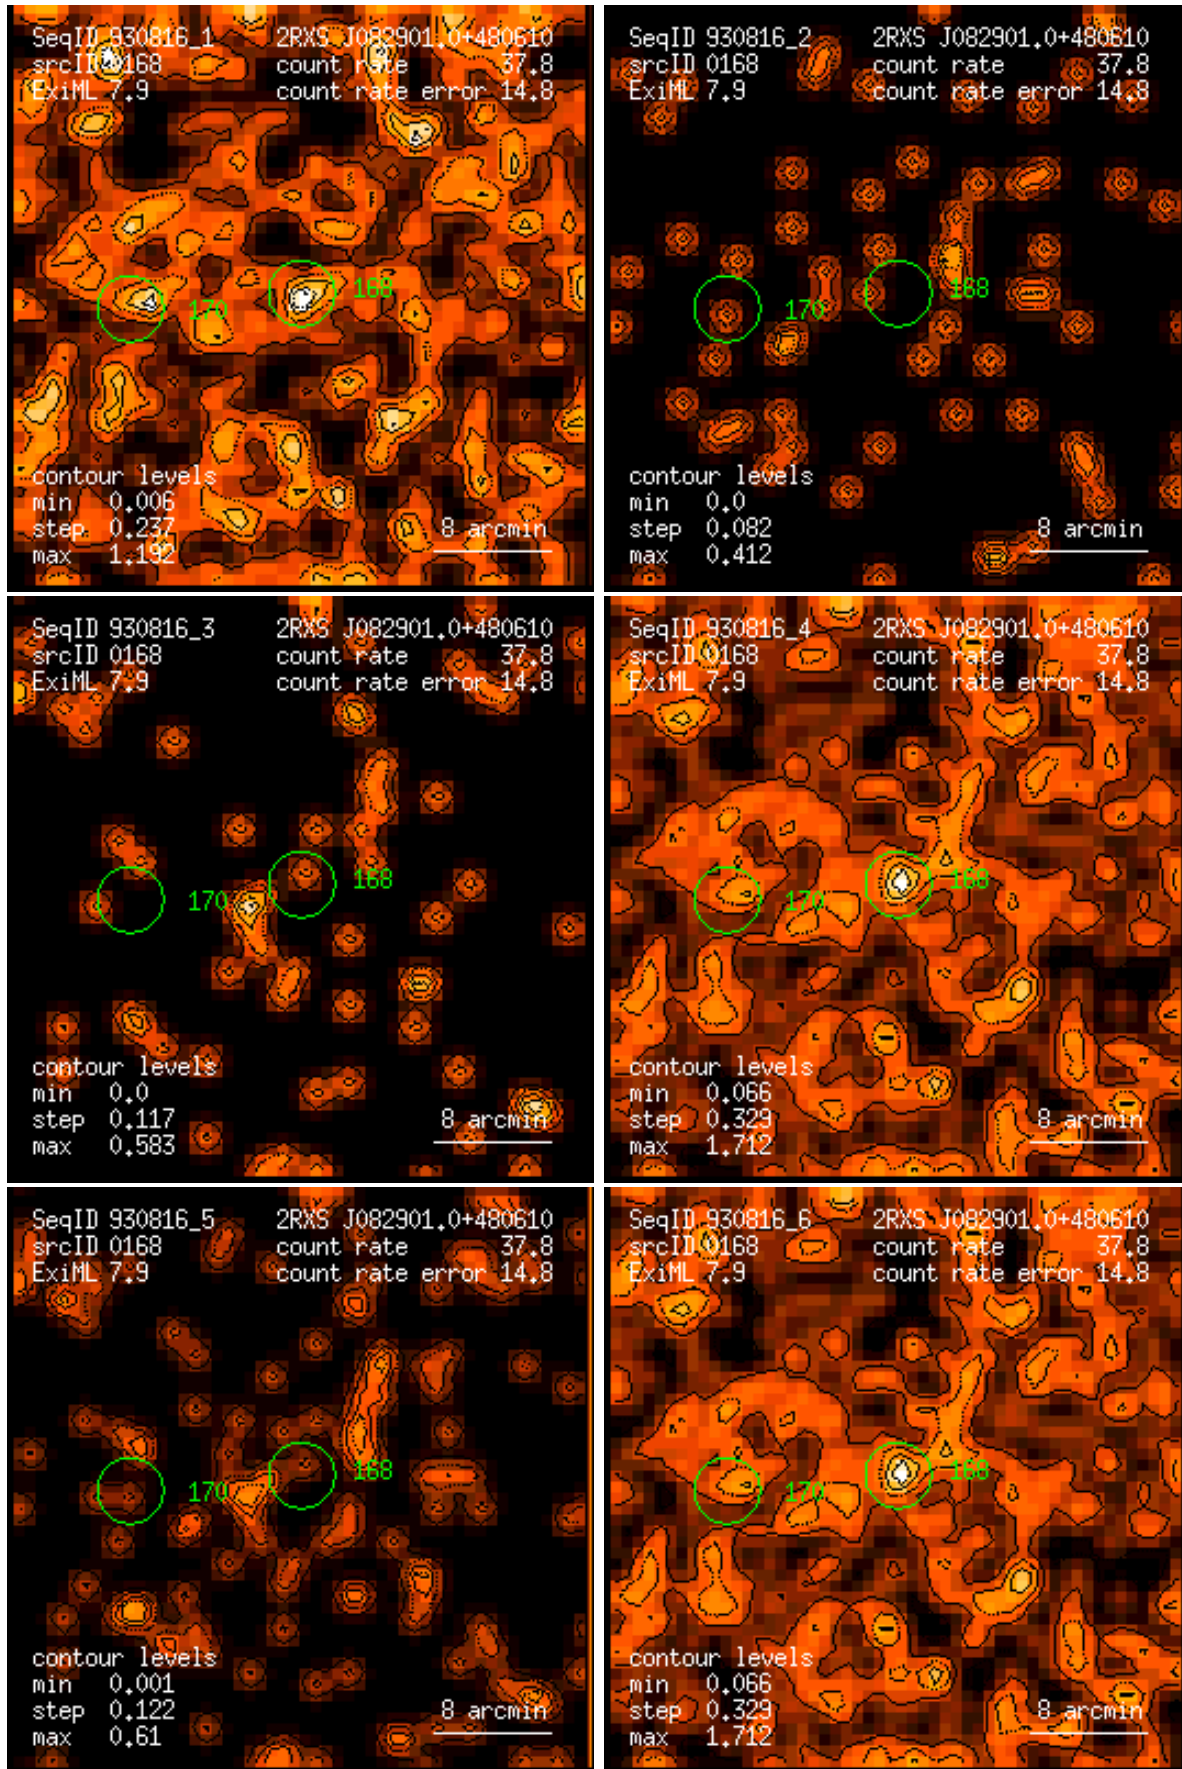 SeqID 930816_1 2RXS J082901.0+480610
srcID 0168 count rate 37.8
ExiML 7.9 count rate error 14.8
168
170
contour levels
min 0.006
step 0.237 8 arcmin
max 1.192
SeqID 930816_2 2RXS J082901.0+480610
srcID 0168 count rate 37.8
ExiML 7.9 count rate error 14.8
168
170
contour levels
min 0.0
step 0.082 8 arcmin
max 0.412
SeqID 930816_3 2RXS J082901.0+480610
srcID 0168 count rate 37.8
ExiML 7.9 count rate error 14.8
168
170
contour levels
min 0.0
step 0.117 8 arcmin
max 0.583
SeqID 930816_4 2RXS J082901.0+480610
srcID 0168 count rate 37.8
ExiML 7.9 count rate error 14.8
168
170
contour levels
min 0.066
step 0.329 8 arcmin
max 1.712
SeqID 930816_5 2RXS J082901.0+480610
srcID 0168 count rate 37.8
ExiML 7.9 count rate error 14.8
168
170
contour levels
min 0.001
step 0.122 8 arcmin
max 0.61
SeqID 930816_6 2RXS J082901.0+480610
srcID 0168 count rate 37.8
ExiML 7.9 count rate error 14.8
168
170
contour levels
min 0.066
step 0.329 8 arcmin
max 1.712